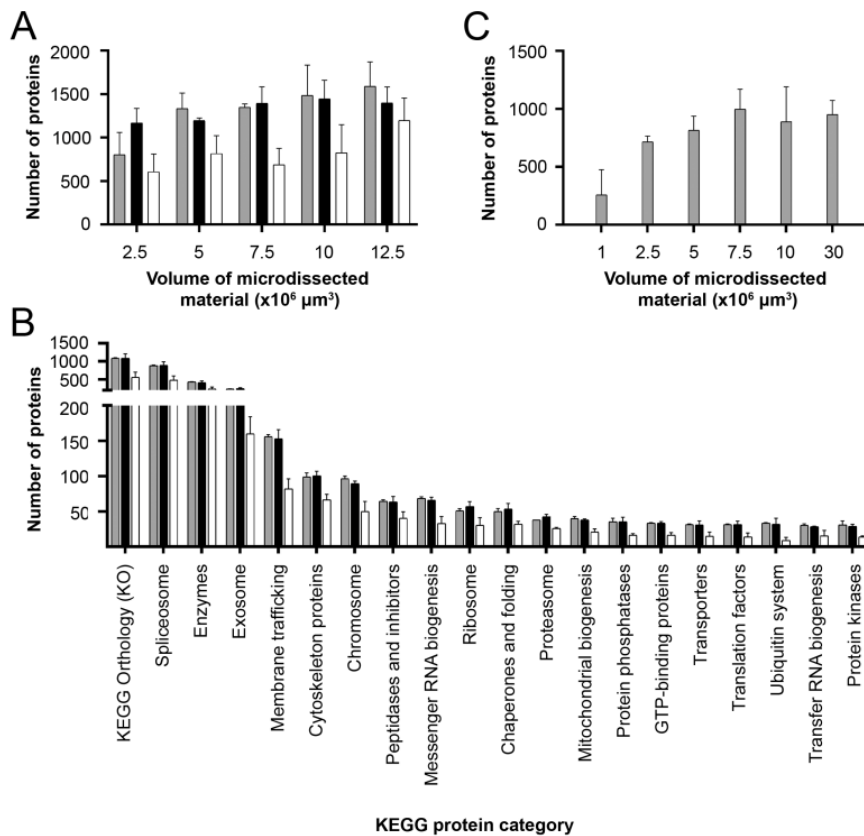 A
Number of proteins
2000
1500
1000
500
0
2.5 5 7.5 10 12.5
Volume of microdissected
material (x10⁶ µm³)
C
Number of proteins
1500
1000
500
0
1 2.5 5 7.5 10 30
Volume of microdissected
material (x10⁶ µm³)
B
Number of proteins
1500
1000
500
200
150
100
50
KEGG Orthology (KO)
Spliceosome
Enzymes
Exosome
Membrane trafficking
Cytoskeleton proteins
Chromosome
Peptidases and inhibitors
Messenger RNA biogenesis
Ribosome
Chaperones and folding
Proteasome
Mitochondrial biogenesis
Protein phosphatases
GTP-binding proteins
Transporters
Translation factors
Ubiquitin system
Transfer RNA biogenesis
Protein kinases
KEGG protein category